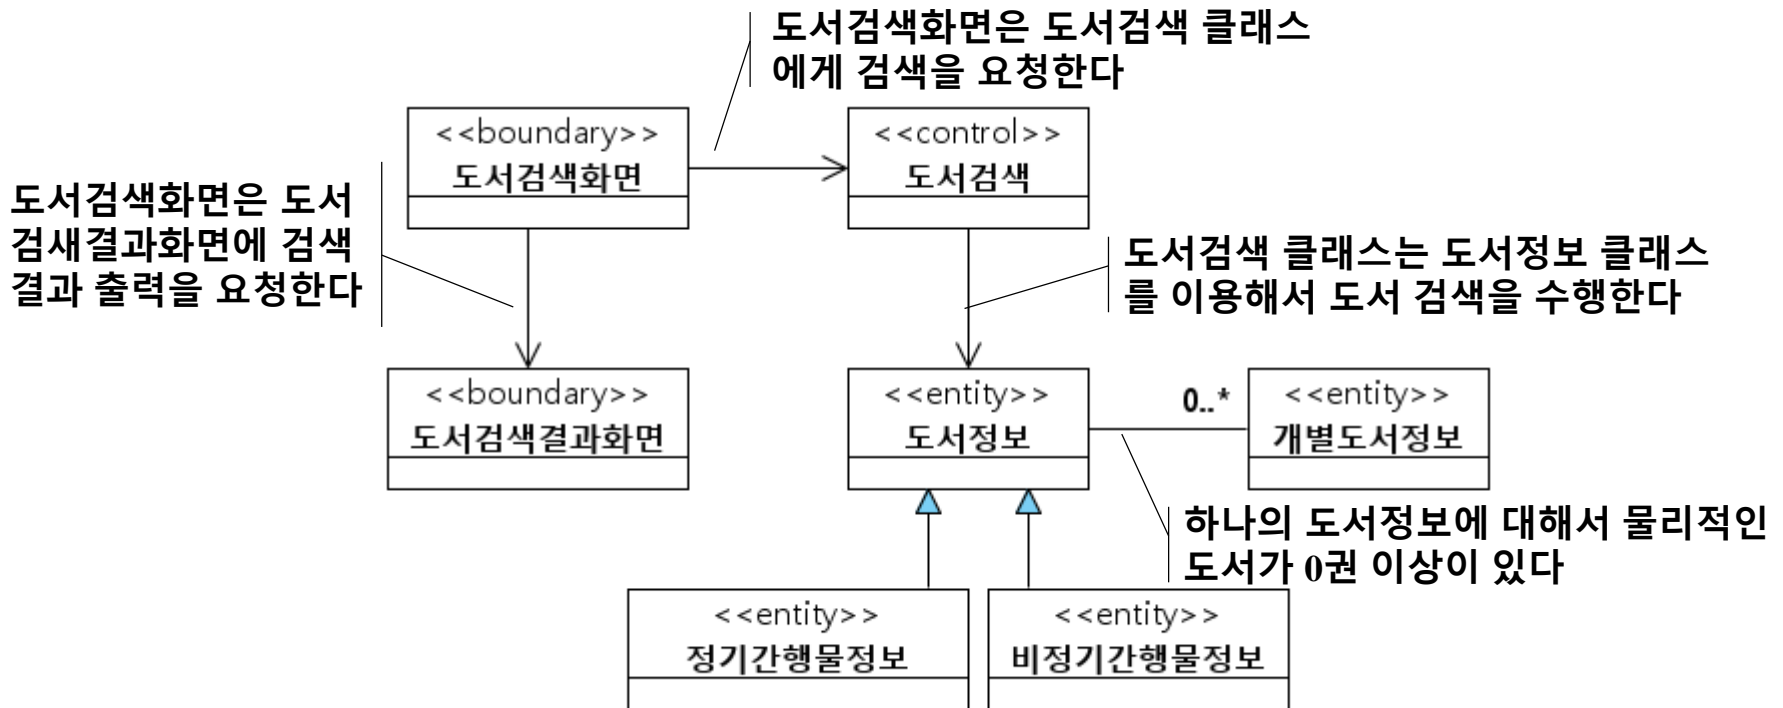 도서검색화면은 도서검색 클래스
에게 검색을 요청한다
<<boundary>>
도서검색화면
<<control>>
도서검색
도서검색화면은 도서
검새결과화면에 검색
결과 출력을 요청한다
도서검색 클래스는 도서정보 클래스
를 이용해서 도서 검색을 수행한다
<<boundary>>
도서검색결과화면
<<entity>>
도서정보
0..*
<<entity>>
개별도서정보
하나의 도서정보에 대해서 물리적인
도서가 0권 이상이 있다
<<entity>>
정기간행물정보
<<entity>>
비정기간행물정보